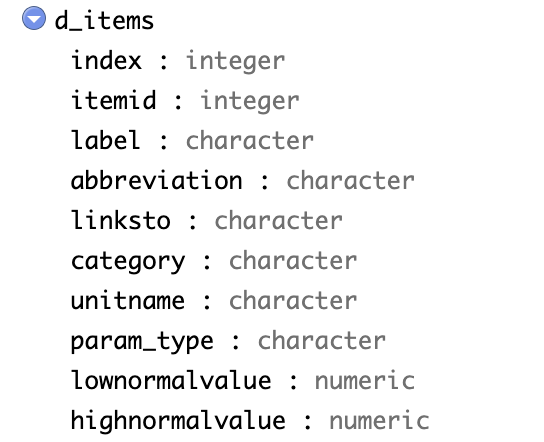 d_items
index : integer
itemid : integer
label : character
abbreviation : character
linksto : character
category : character
unitname : character
param_type : character
lownormalvalue : numeric
highnormalvalue : numeric